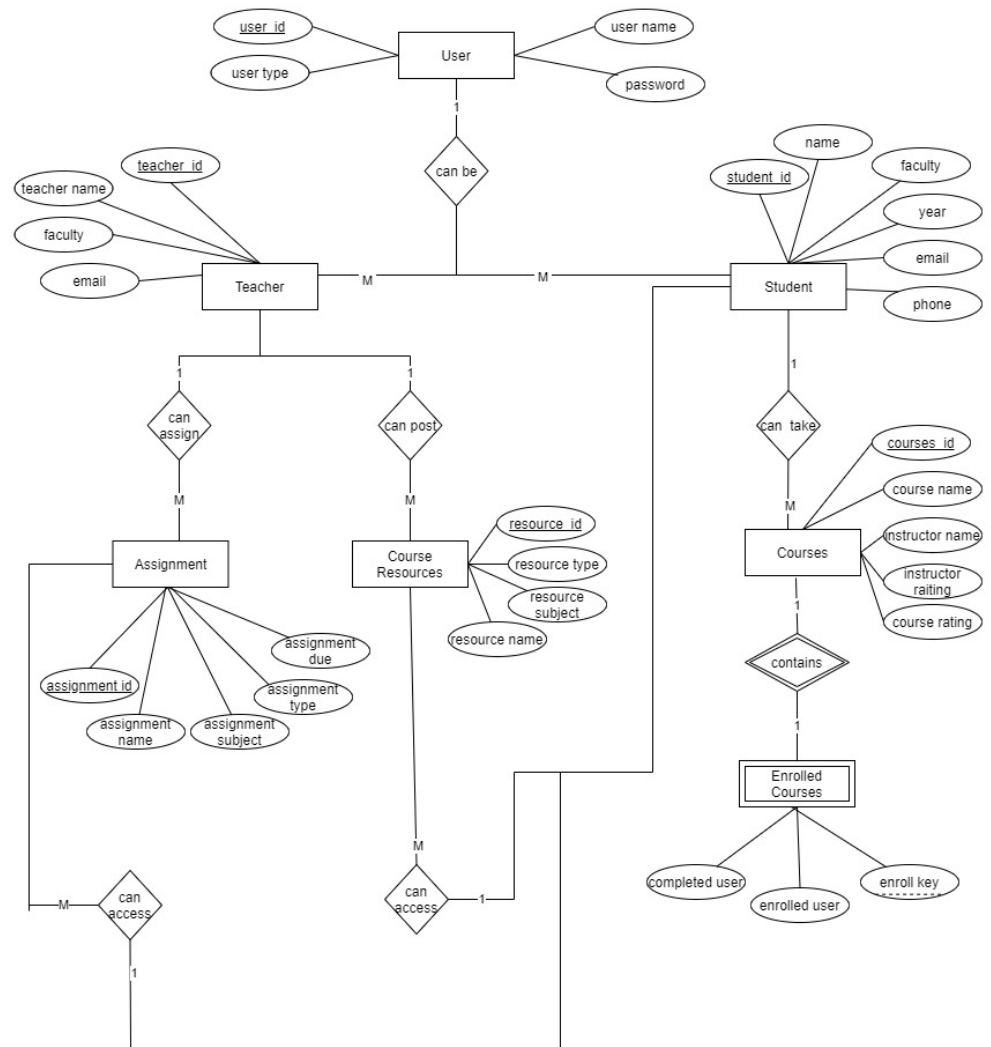 user_id
user name
User
user type
password
1
can be
name
teacher_id
student_id
faculty
teacher name
year
faculty
email
email
M
M
Teacher
Student
phone
1
1
1
can
assign
can post
can take
courses_id
course name
M
M
M
resource_id
instructor name
Assignment
Course
Resources
resource type
Courses
instructor
raiting
resource
subject
course rating
resource name
1
assignment
due
contains
assignment id
assignment
type
assignment
name
assignment
subject
1
Enrolled
Courses
M
completed user
enroll key
can
access
1
M
can
access
enrolled user
1